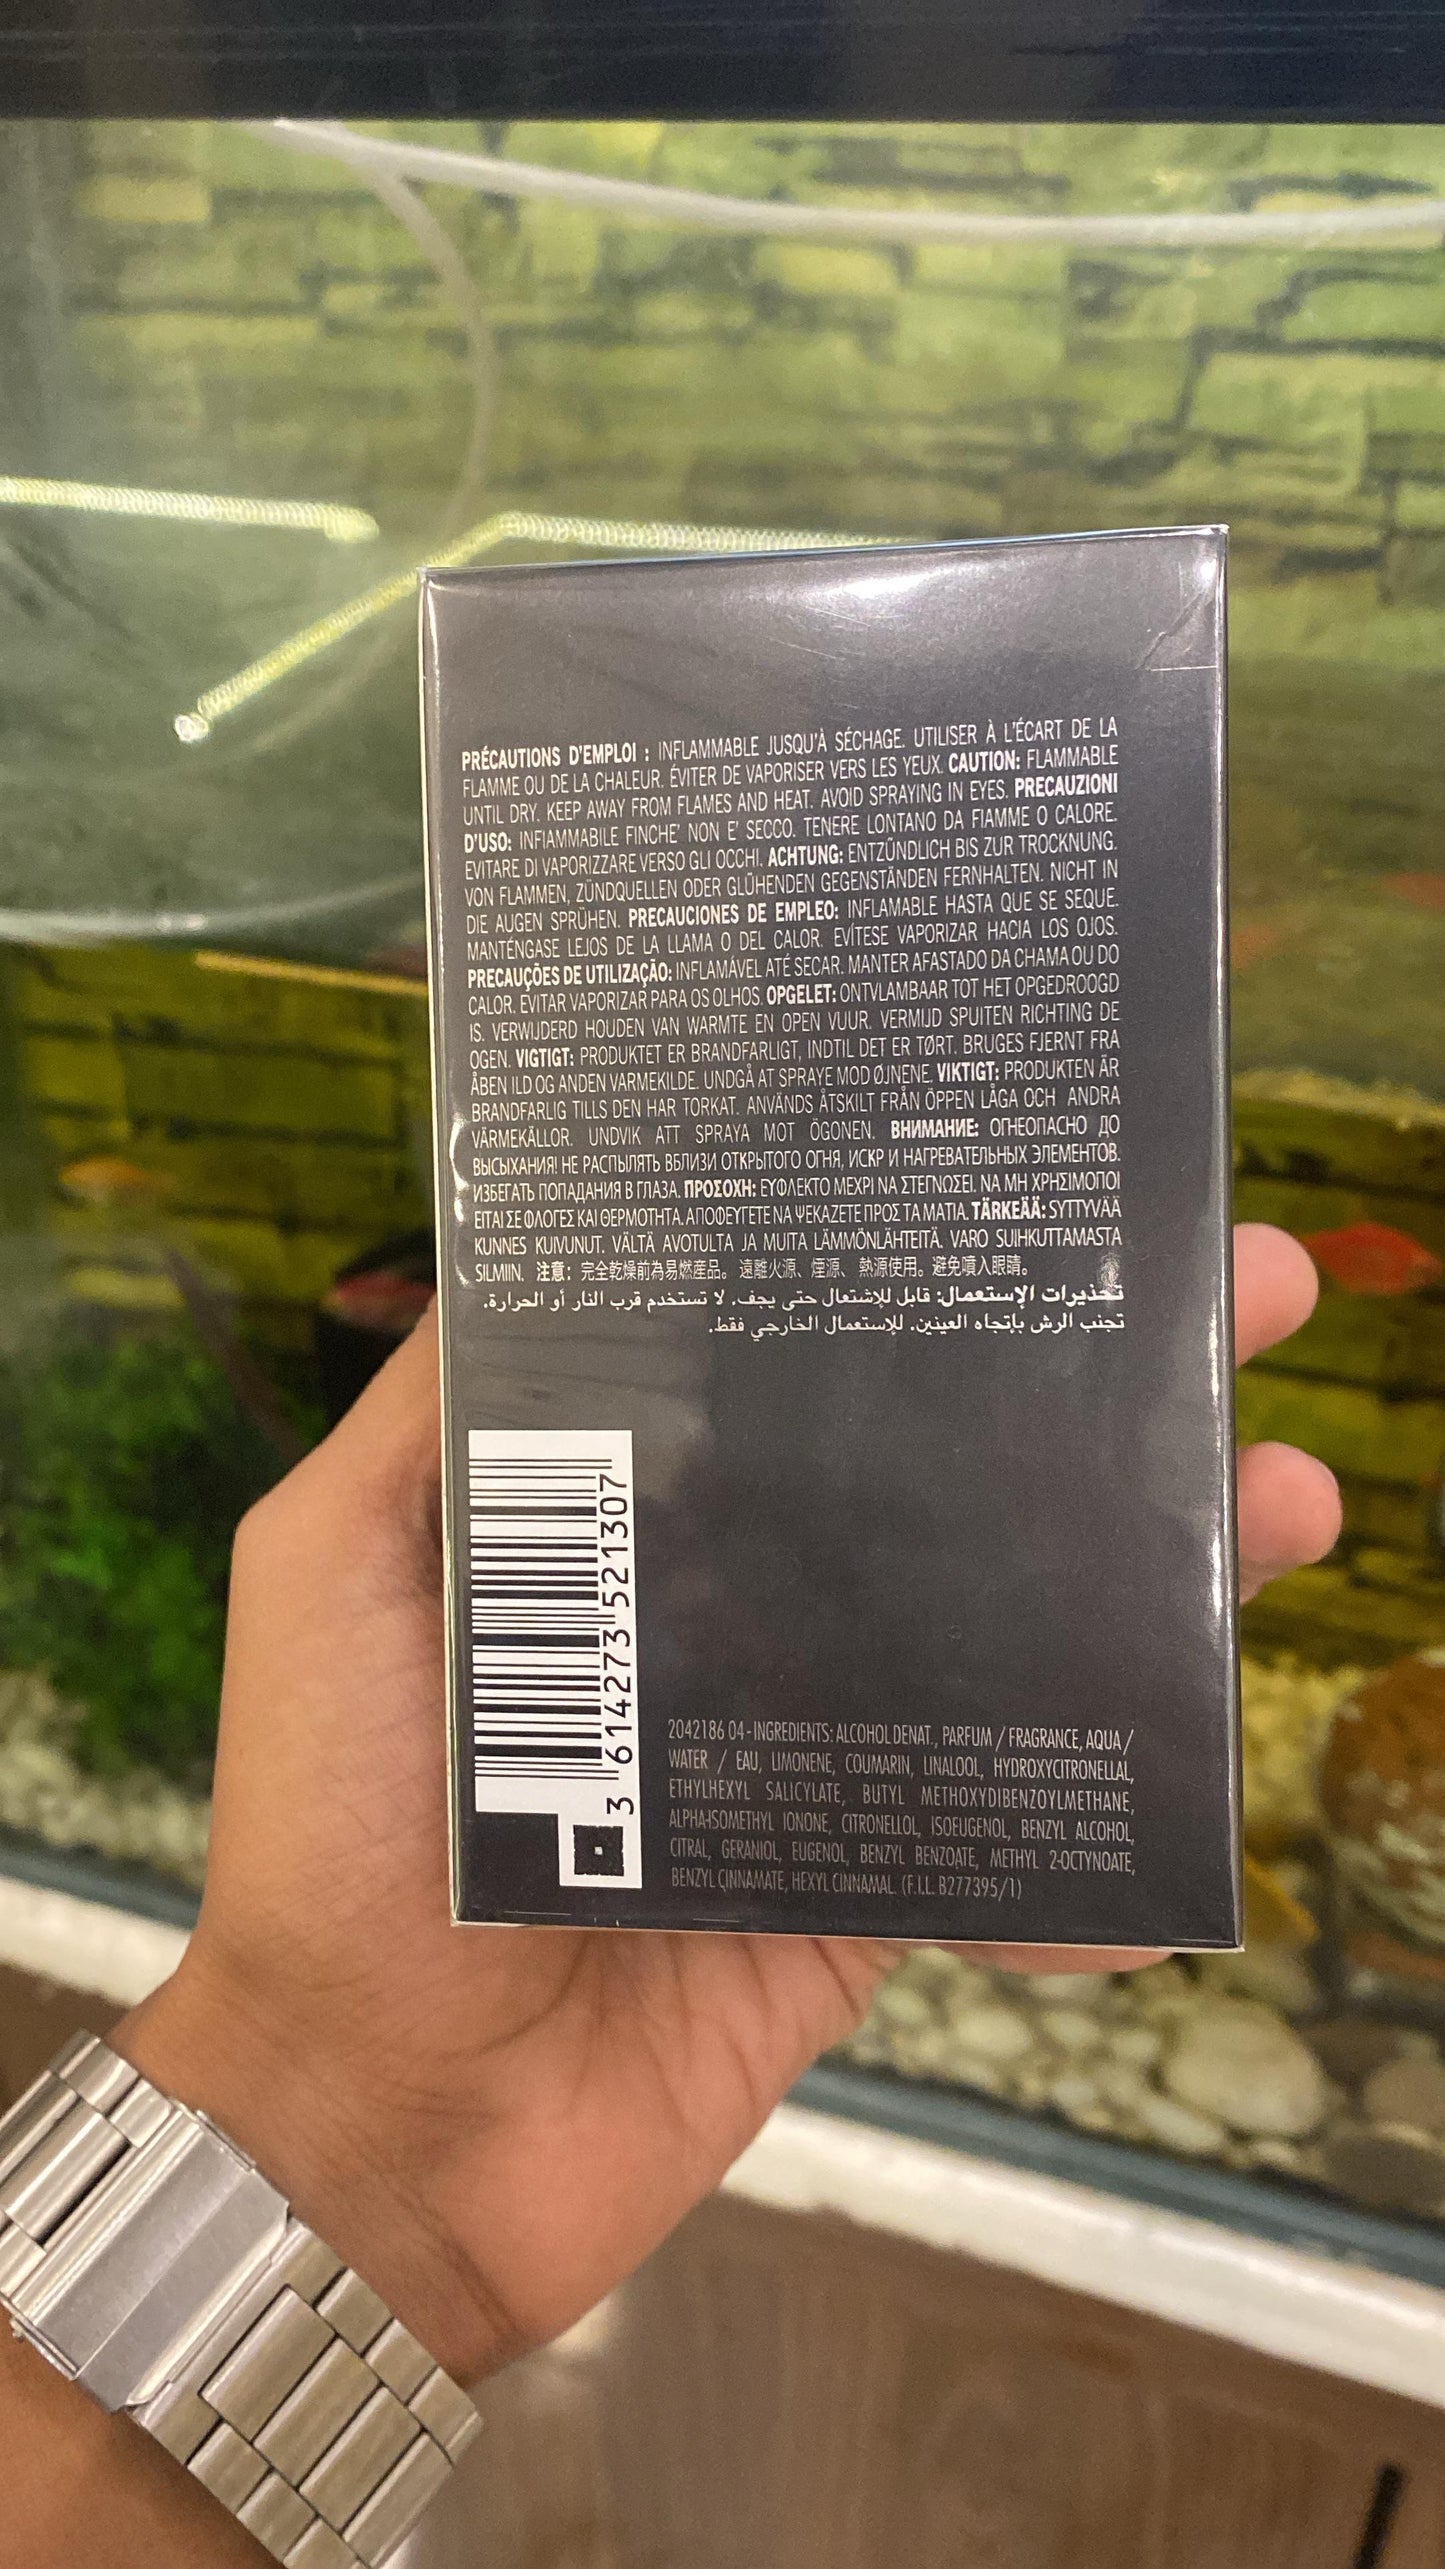 PRÉCAUTIONS D'EMPLOI : INFLAMMABLE JUSQU'À SÉCHAGE. UTILISER À L'ÉCART DE LA
FLAMME OU DE LA CHALEUR. ÉVITER DE VAPORISER VERS LES YEUX. CAUTION: FLAMMABLE
UNTIL DRY. KEEP AWAY FROM FLAMES AND HEAT. AVOID SPRAYING IN EYES. PRECAUZIONI
D'USO: INFIAMMABILE FINCHE' NON E' SECCO. TENERE LONTANO DA FIAMME O CALORE.
EVITARE DI VAPORIZZARE VERSO GLI OCCHI. ACHTUNG: ENTZÜNDLICH BIS ZUR TROCKNUNG.
VON FLAMMEN, ZÜNDQUELLEN ODER GLÜHENDEN GEGENSTÄNDEN FERNHALTEN. NICHT IN
DIE AUGEN SPRÜHEN. PRECAUCIONES DE EMPLEO: INFLAMABLE HASTA QUE SE SEQUE.
MANTÉNGASE LEJOS DE LA LLAMA O DEL CALOR. EVÍTESE VAPORIZAR HACIA LOS OJOS.
PRECAUÇÕES DE UTILIZAÇÃO: INFLAMÁVEL ATÉ SECAR. MANTER AFASTADO DA CHAMA OU DO
CALOR. EVITAR VAPORIZAR PARA OS OLHOS. OPGELET: ONTVLAMBAAR TOT HET OPGEDROOGD
IS. VERWIJDERD HOUDEN VAN WARMTE EN OPEN VUUR. VERMIJD SPUITEN RICHTING DE
OGEN. VIGTIGT: PRODUKTET ER BRANDFARLIGT, INDTIL DET ER TØRT. BRUGES FJERNT FRA
ÅBEN ILD OG ANDEN VARMEKILDE. UNDGÅ AT SPRAYE MOD ØJNENE. VIKTIGT: PRODUKTEN ÄR
BRANDFARLIG TILLS DEN HAR TORKAT. ANVÄNDS ÅTSKILT FRÅN ÖPPEN LÅGA OCH ANDRA
VÄRMEKÄLLOR. UNDVIK ATT SPRAYA MOT ÖGONEN. ВНИМАНИЕ: ОГНЕОПАСНО ДО
ВЫСЫХАНИЯ! НЕ РАСПЫЛЯТЬ ВБЛИЗИ ОТКРЫТОГО ОГНЯ, ИСКР И НАГРЕВАТЕЛЬНЫХ ЭЛЕМЕНТОВ.
ИЗБЕГАТЬ ПОПАДАНИЯ В ГЛАЗА. ΠΡΟΣΟΧΗ: ΕΥΦΛΕΚΤΟ ΜΕΧΡΙ ΝΑ ΣΤΕΓΝΩΣΕΙ. ΝΑ ΜΗ ΧΡΗΣΙΜΟΠΟΙ
ΕΙΤΑΙ ΣΕ ΦΛΟΓΕΣ ΚΑΙ ΘΕΡΜΟΤΗΤΑ. ΑΠΟΦΕΥΓΕΤΕ ΝΑ ΨΕΚΑΖΕΤΕ ΠΡΟΣ ΤΑ ΜΑΤΙΑ. TÄRKEÄÄ: SYTTYVÄÄ
KUNNES KUIVUNUT. VÄLTÄ AVOTULTA JA MUITA LÄMMÖNLÄHTEITÄ. VARO SUIHKUTTAMASTA
SILMIIN. 注意：完全乾燥前為易燃產品。遠離火源、煙源、熱源使用。避免噴入眼睛。
تحذيرات الإستعمال: قابل للإشتعال حتى يجف. لا تستخدم قرب النار أو الحرارة.
تجنب الرش بإتجاه العينين. للإستعمال الخارجي فقط.
3 614273 521307
2042186 04 - INGREDIENTS: ALCOHOL DENAT., PARFUM / FRAGRANCE, AQUA /
WATER / EAU, LIMONENE, COUMARIN, LINALOOL, HYDROXYCITRONELLAL,
ETHYLHEXYL SALICYLATE, BUTYL METHOXYDIBENZOYLMETHANE,
ALPHA-ISOMETHYL IONONE, CITRONELLOL, ISOEUGENOL, BENZYL ALCOHOL,
CITRAL, GERANIOL, EUGENOL, BENZYL BENZOATE, METHYL 2-OCTYNOATE,
BENZYL CINNAMATE, HEXYL CINNAMAL. (F.I.L. B277395/1)